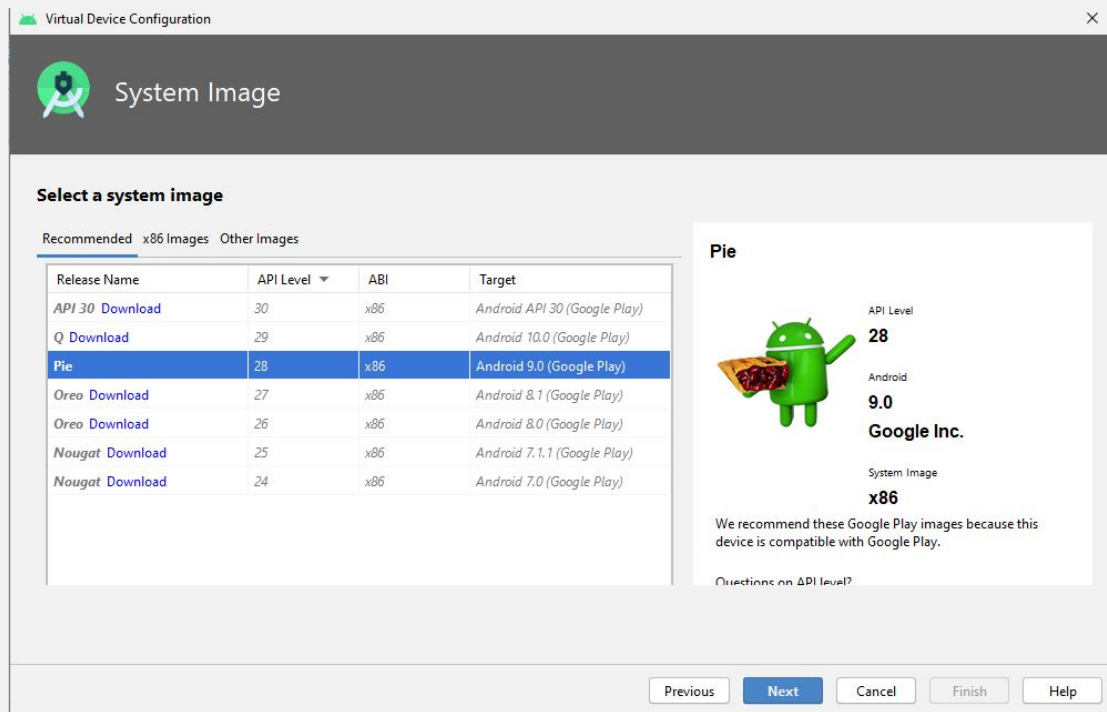 Virtual Device Configuration
System Image
Select a system image
Recommended x86 Images Other Images
Release Name API Level ABI Target
API 30 Download 30 x86 Android API 30 (Google Play)
Q Download 29 x86 Android 10.0 (Google Play)
Pie 28 x86 Android 9.0 (Google Play)
Oreo Download 27 x86 Android 8.1 (Google Play)
Oreo Download 26 x86 Android 8.0 (Google Play)
Nougat Download 25 x86 Android 7.1.1 (Google Play)
Nougat Download 24 x86 Android 7.0 (Google Play)
Pie
API Level
28
Android
9.0
Google Inc.
System Image
x86
We recommend these Google Play images because this
device is compatible with Google Play.
Questions on API level?
Previous Next Cancel Finish Help